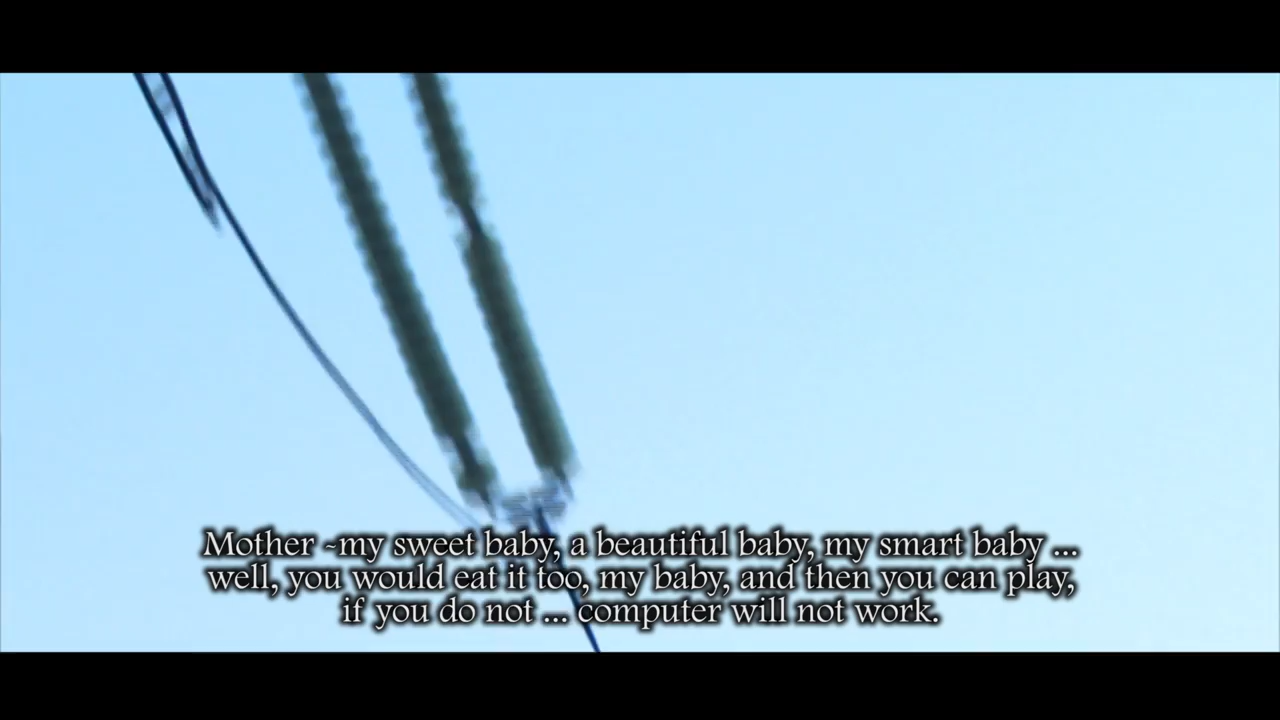 Mother -my sweet baby, a beautiful baby, my smart baby ...
well, you would eat it too, my baby, and then you can play,
if you do not ... computer will not work.